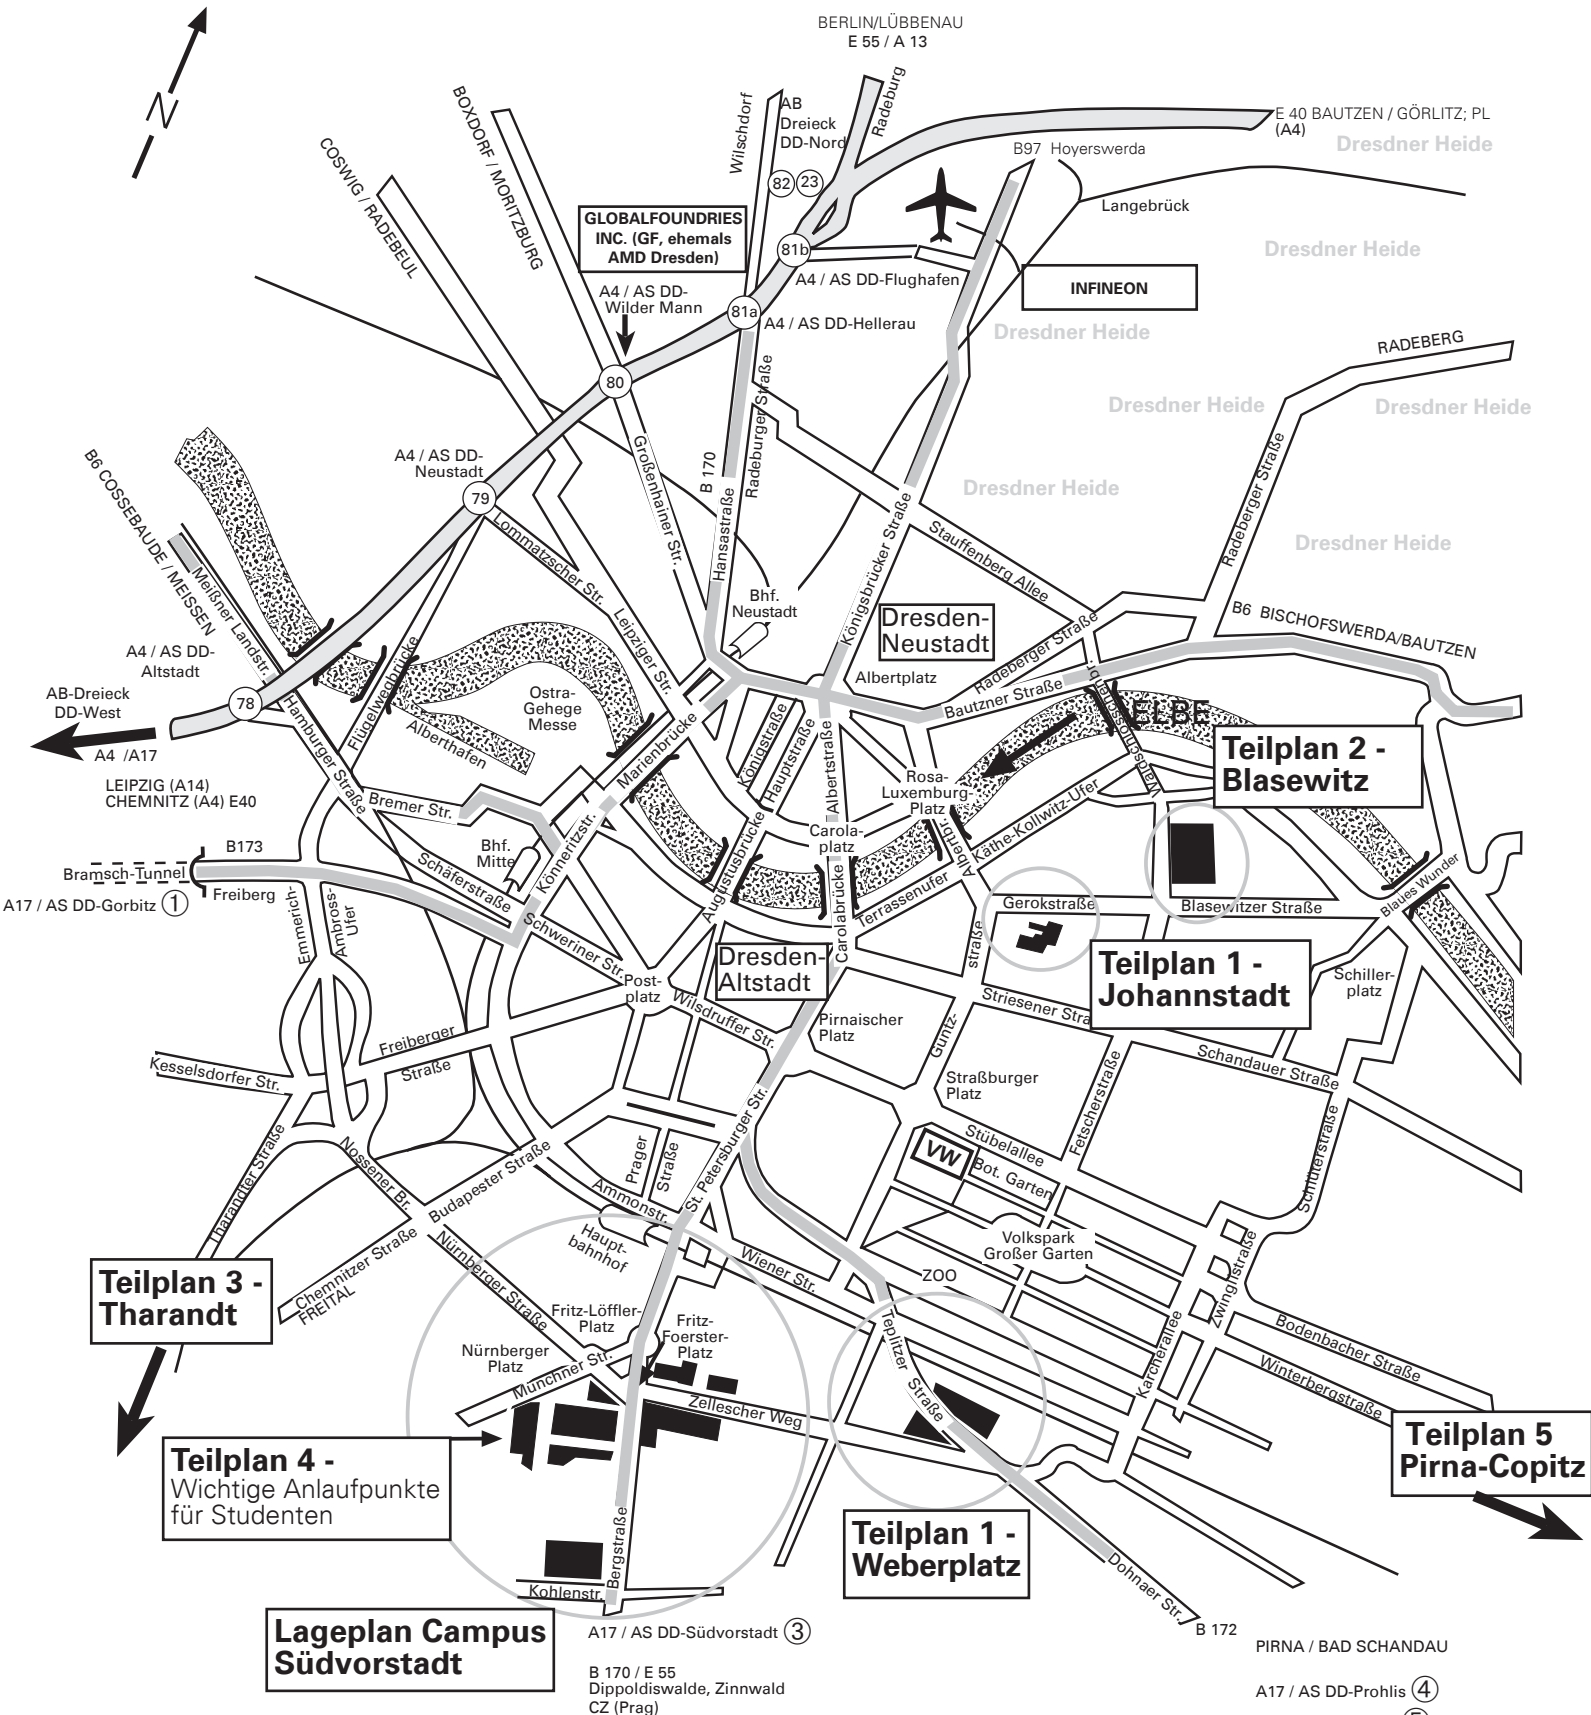 BERLIN/LÜBBENAU
E 55 / A 13
N
BOXDORF / MORITZBURG
COSWIG / RADEBEUL
Wilschdorf
AB
Dreieck
DD-Nord
Radeburg
82
23
E 40 BAUTZEN / GÖRLITZ; PL
(A4)
Dresdner Heide
B97 Hoyerswerda
Langebrück
Dresdner Heide
GLOBALFOUNDRIES
INC. (GF, ehemals
AMD Dresden)
81b
A4 / AS DD-Flughafen
INFINEON
A4 / AS DD-
Wilder Mann
81a
A4 / AS DD-Hellerau
Dresdner Heide
RADEBERG
80
Dresdner Heide
Dresdner Heide
A4 / AS DD-
Neustadt
79
B 170
Radeburger Straße
Großenhainer Str.
Hansastraße
Dresdner Heide
Dresdner Heide
Radeberger Straße
B6 COSSEBAUDE / MEISSEN
Meißner Landstr.
Lommatzscher Str.
Leipziger Str.
Königsbrücker Straße
Stauffenberg Allee
Bhf.
Neustadt
Dresden-
Neustadt
B6 BISCHOFSWERDA/BAUTZEN
Radeberger Straße
Albertplatz
Bautzner Straße
Waldschlösschenbr.
ELBE
A4 / AS DD-
Altstadt
AB-Dreieck
DD-West
78
A4 /A17
LEIPZIG (A14)
CHEMNITZ (A4) E40
Flügelwegbrücke
Hamburger Straße
Ostra-
Gehege
Messe
Alberthafen
Marienbrücke
Königstraße
Hauptstraße
Albertstraße
Rosa-
Luxemburg-
Platz
Teilplan 2 -
Blasewitz
Bremer Str.
Carola-
platz
Albertbr.
Käthe-Kollwitz-Ufer
B173
Bramsch-Tunnel
Freiberg
A17 / AS DD-Gorbitz 1
Bhf.
Mitte
Könneritzstr.
Schäferstraße
Augustusbrücke
Carolabrücke
Terrassenufer
Gerokstraße
Blasewitzer Straße
Blaues Wunder
Emmerich-
Ambross-
Ufer
Schweriner Str.
Post-
platz
Dresden-
Altstadt
straße
Teilplan 1 -
Johannstadt
Schiller-
platz
Wilsdruffer Str.
Pirnaischer
Platz
Güntz-
Striesener Stra
Schandauer Straße
Freiberger
Straße
Kesselsdorfer Str.
Straßburger
Platz
Fetscherstraße
Schlüterstraße
Tharandter Straße
Nossener Br.
Budapester Straße
Prager
Straße
St. Petersburger Str.
Stübelallee
VW
Bot. Garten
Ammonstr.
Haupt-
bahnhof
Wiener Str.
Volkspark
Großer Garten
ZOO
Zwinglistraße
Teilplan 3 -
Tharandt
Chemnitzer Straße
FREITAL
Nürnberger Straße
Fritz-Löffler-
Platz
Fritz-
Foerster-
Platz
Nürnberger
Platz
Münchner Str.
Teplitzer Straße
Karcherallee
Bodenbacher Straße
Winterbergstraße
Zellescher Weg
Teilplan 4 -
Wichtige Anlaufpunkte
für Studenten
Teilplan 5
Pirna-Copitz
Bergstraße
Kohlenstr.
Teilplan 1 -
Weberplatz
Dohnaer Str.
B 172
Lageplan Campus
Südvorstadt
A17 / AS DD-Südvorstadt 3
B 170 / E 55
Dippoldiswalde, Zinnwald
CZ (Prag)
PIRNA / BAD SCHANDAU
A17 / AS DD-Prohlis 4